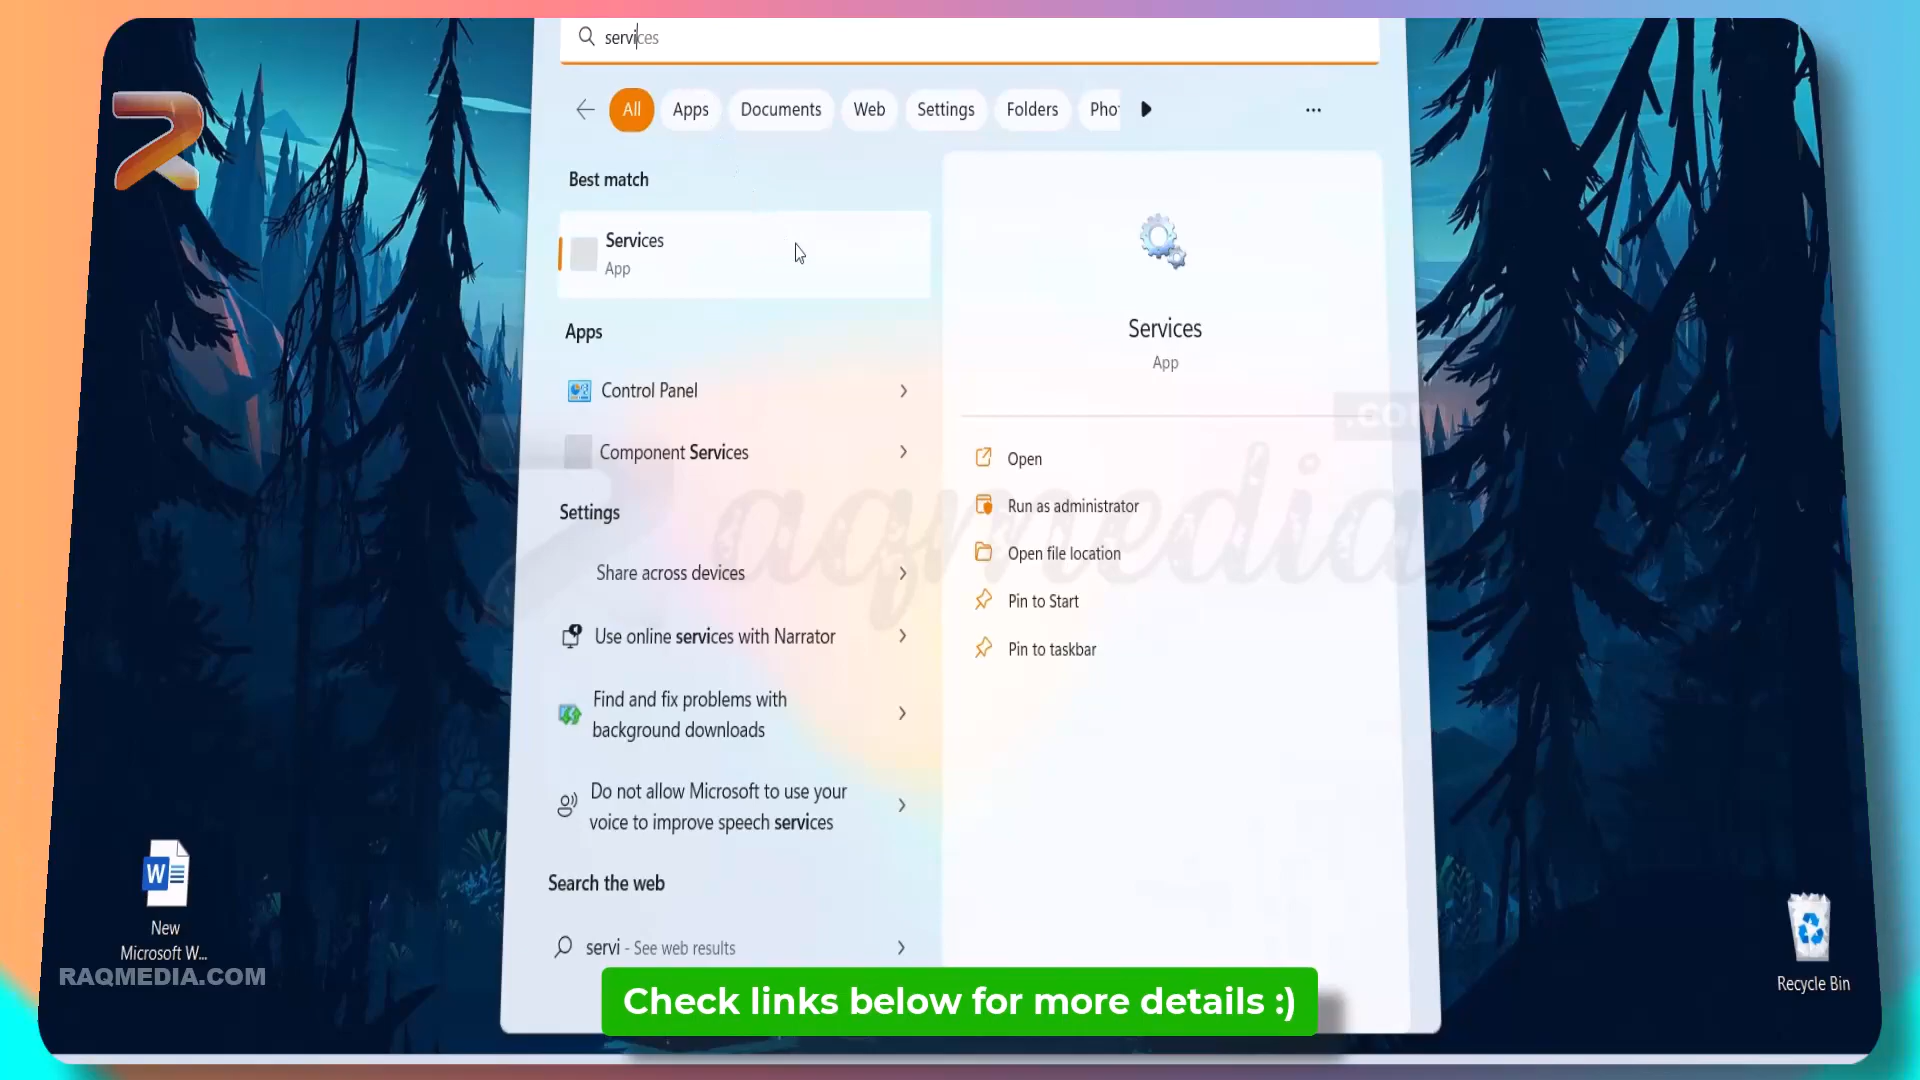 services
All
Apps
Documents
Web
Settings
Folders
Pho
Best match
Services
App
Apps
Control Panel
Component Services
Settings
Share across devices
Use online services with Narrator
Find and fix problems with
background downloads
Do not allow Microsoft to use your
voice to improve speech services
Search the web
servi - See web results
Services
App
Open
Run as administrator
Open file location
Pin to Start
Pin to taskbar
.COM
Raqmedia
New
Microsoft W...
RAQMEDIA.COM
Recycle Bin
Check links below for more details :)